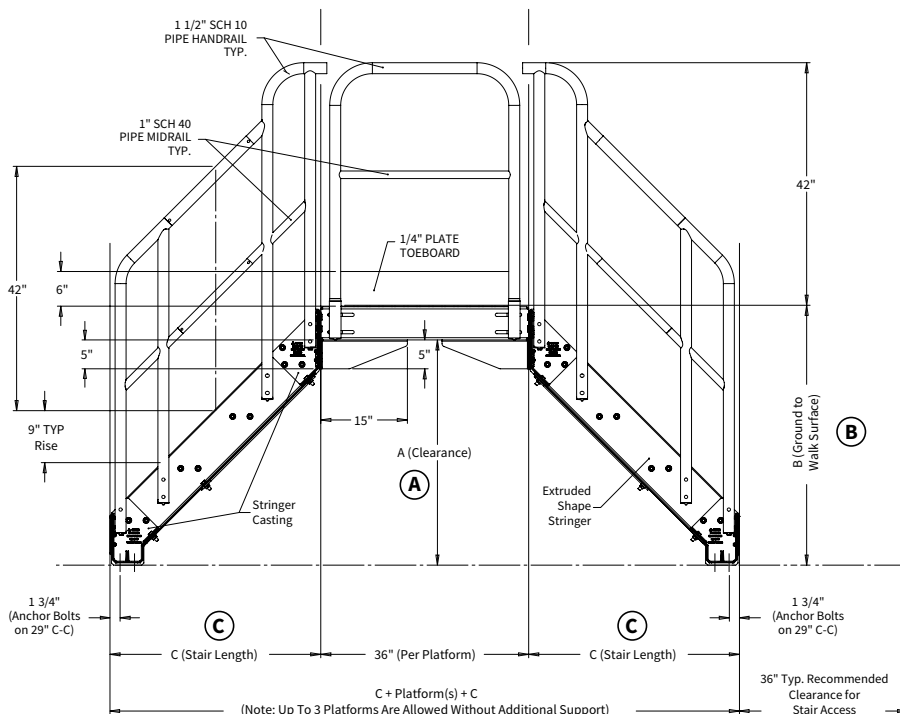 1 1/2" SCH 10
PIPE HANDRAIL
TYP.
1" SCH 40
PIPE MIDRAIL
TYP.
1/4" PLATE
TOEBOARD
42"
42"
6"
5"
5"
15"
9" TYP
Rise
A (Clearance)
A
B (Ground to
Walk Surface)
B
Stringer
Casting
Extruded
Shape
Stringer
1 3/4"
(Anchor Bolts
on 29" C-C)
C
C
1 3/4"
(Anchor Bolts
on 29" C-C)
C (Stair Length)
36" (Per Platform)
C (Stair Length)
C + Platform(s) + C
(Note: Up To 3 Platforms Are Allowed Without Additional Support)
36" Typ. Recommended
Clearance for
Stair Access